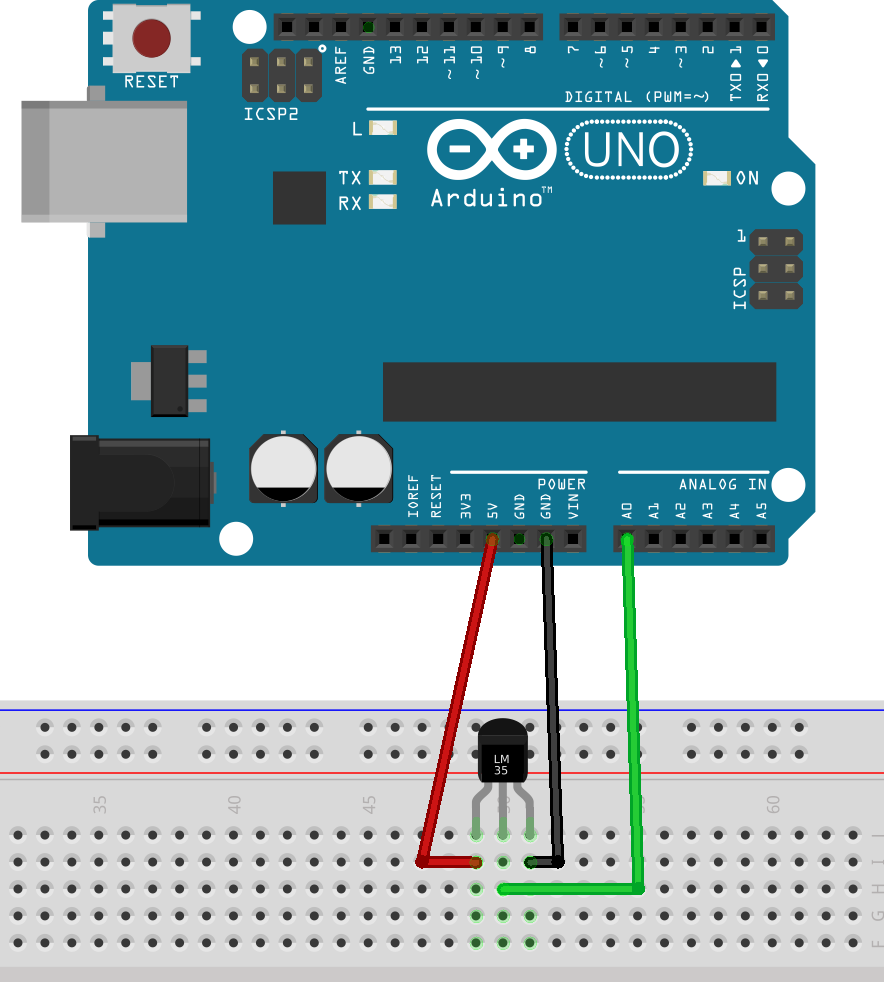 RESET
ICSP2
AREF
GND
13
12
~11
~10
~9
8
7
~6
~5
4
~3
2
TX0▶1
RX0◀0
DIGITAL (PWM=~)
L
TX
RX
Arduino™
UNO
ON
1
ICSP
POWER
ANALOG IN
IOREF
RESET
3V3
5V
GND
GND
VIN
A0
A1
A2
A3
A4
A5
LM
35
35
40
45
60
J
I
H
G
F